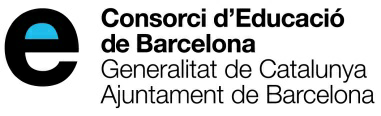 Consorci d'Educació
de Barcelona
Generalitat de Catalunya
Ajuntament de Barcelona